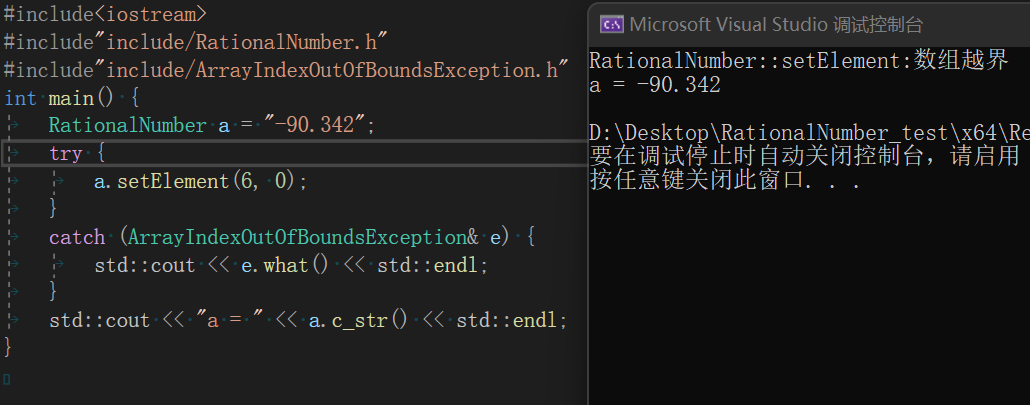 #include<iostream>
#include"include/RationalNumber.h"
#include"include/ArrayIndexOutOfBoundsException.h"
int main() {
RationalNumber a = "-90.342";
try {
a.setElement(6, 0);
}
catch (ArrayIndexOutOfBoundsException& e) {
std::cout << e.what() << std::endl;
}
std::cout << "a = " << a.c_str() << std::endl;
}
Microsoft Visual Studio 调试控制台
RationalNumber::setElement:数组越界
a = -90.342
D:\Desktop\RationalNumber_test\x64\Re
要在调试停止时自动关闭控制台，请启用
按任意键关闭此窗口. . .